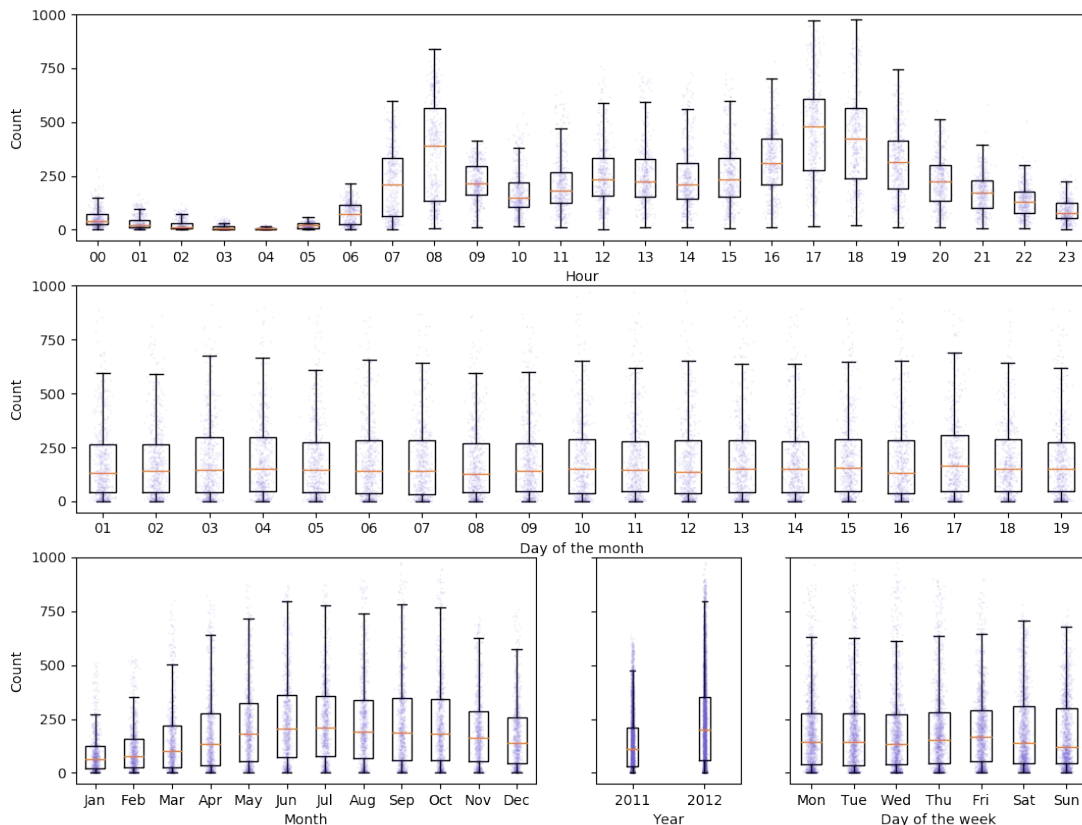 1000
750
500
250
0
Count
00 01 02 03 04 05 06 07 08 09 10 11 12 13 14 15 16 17 18 19 20 21 22 23
Hour
1000
750
500
250
0
Count
01 02 03 04 05 06 07 08 09 10 11 12 13 14 15 16 17 18 19
Day of the month
1000
750
500
250
0
Count
Jan Feb Mar Apr May Jun Jul Aug Sep Oct Nov Dec
Month
2011 2012
Year
Mon Tue Wed Thu Fri Sat Sun
Day of the week